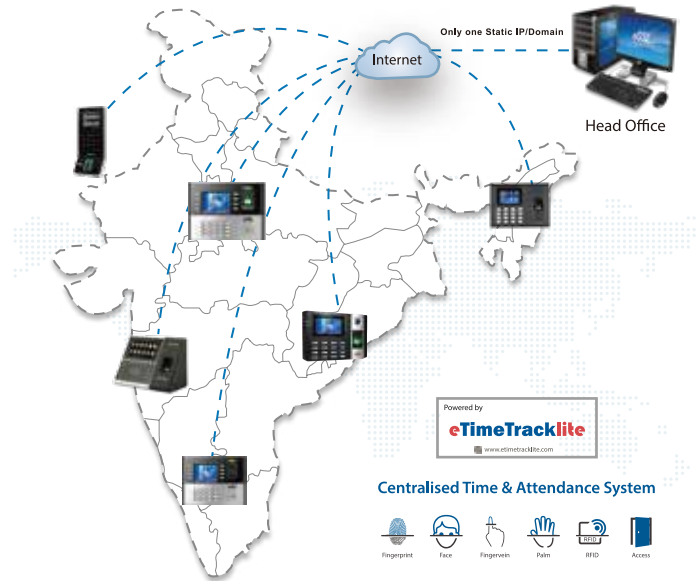 Only one Static IP/Domain
Internet
Head Office
Powered by
eTimeTracklite
www.etimetracklite.com
Centralised Time & Attendance System
Fingerprint
Face
Fingervein
Palm
RFID
RFID
Access